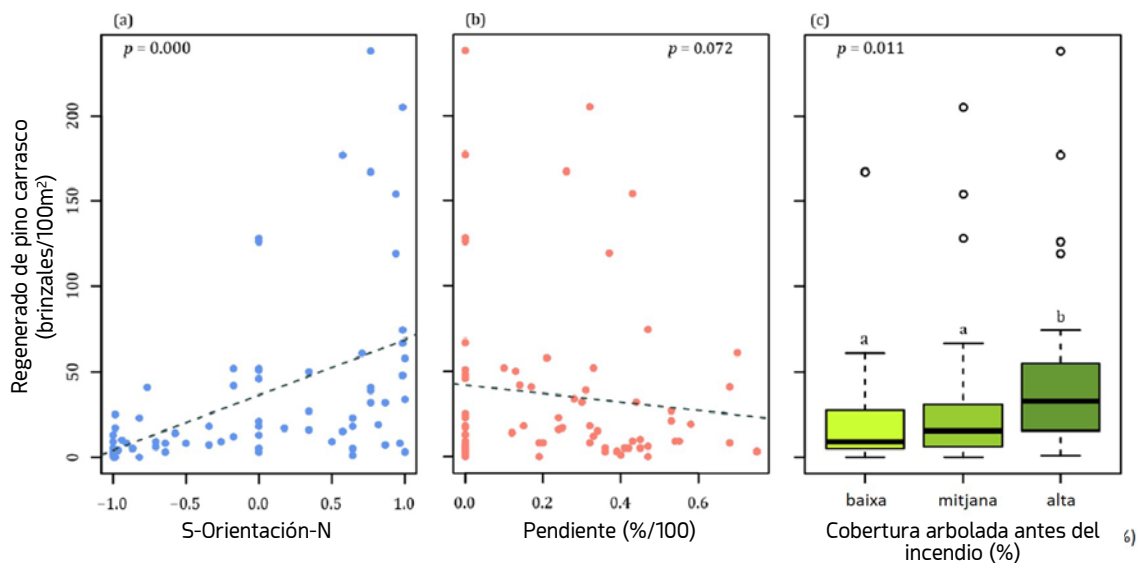 (a)
p = 0.000
(b)
p = 0.072
(c)
p = 0.011
Regenerado de pino carrasco
(brinzales/100m²)
0
50
100
150
200
a
a
b
-1.0
-0.5
0.0
0.5
1.0
S-Orientación-N
0.0
0.2
0.4
0.6
Pendiente (%/100)
baixa
mitjana
alta
Cobertura arbolada antes del
incendio (%)
%)